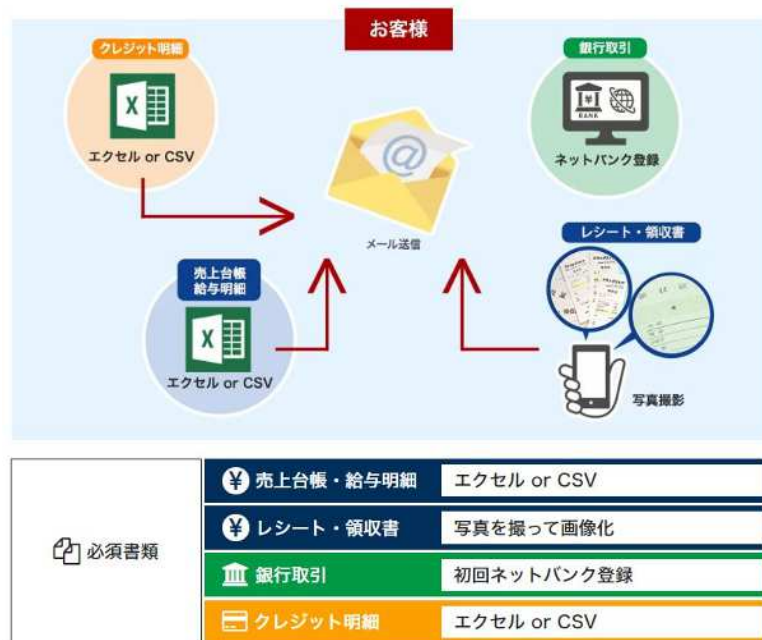 お客様
クレジット明細
エクセル or CSV
銀行取引
BANK
ネットバンク登録
メール送信
売上台帳
給与明細
エクセル or CSV
レシート・領収書
写真撮影
必須書類
売上台帳・給与明細 エクセル or CSV
レシート・領収書 写真を撮って画像化
銀行取引 初回ネットバンク登録
クレジット明細 エクセル or CSV